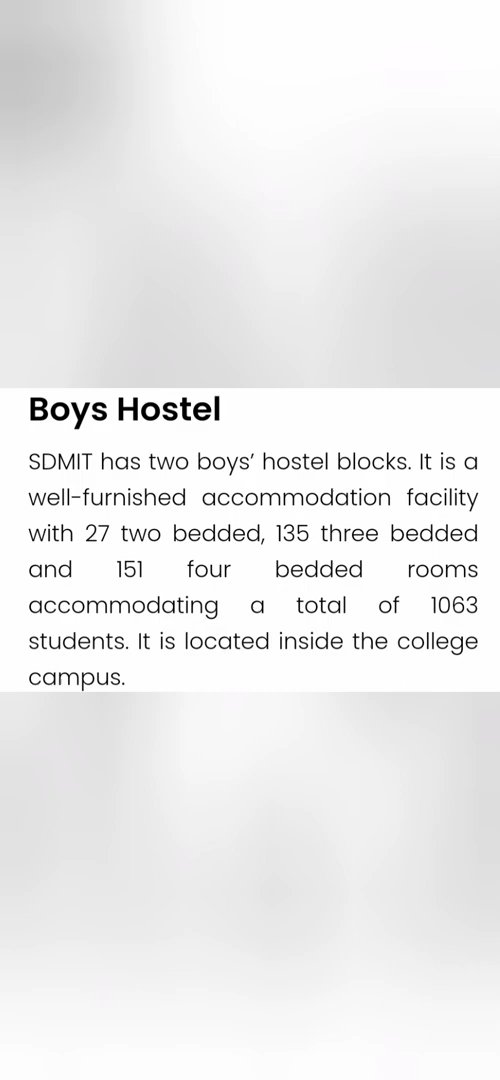 Boys Hostel
SDMIT has two boys' hostel blocks. It is a
well-furnished accommodation facility
with 27 two bedded, 135 three bedded
and 151 four bedded rooms
accommodating a total of 1063
students. It is located inside the college
campus.